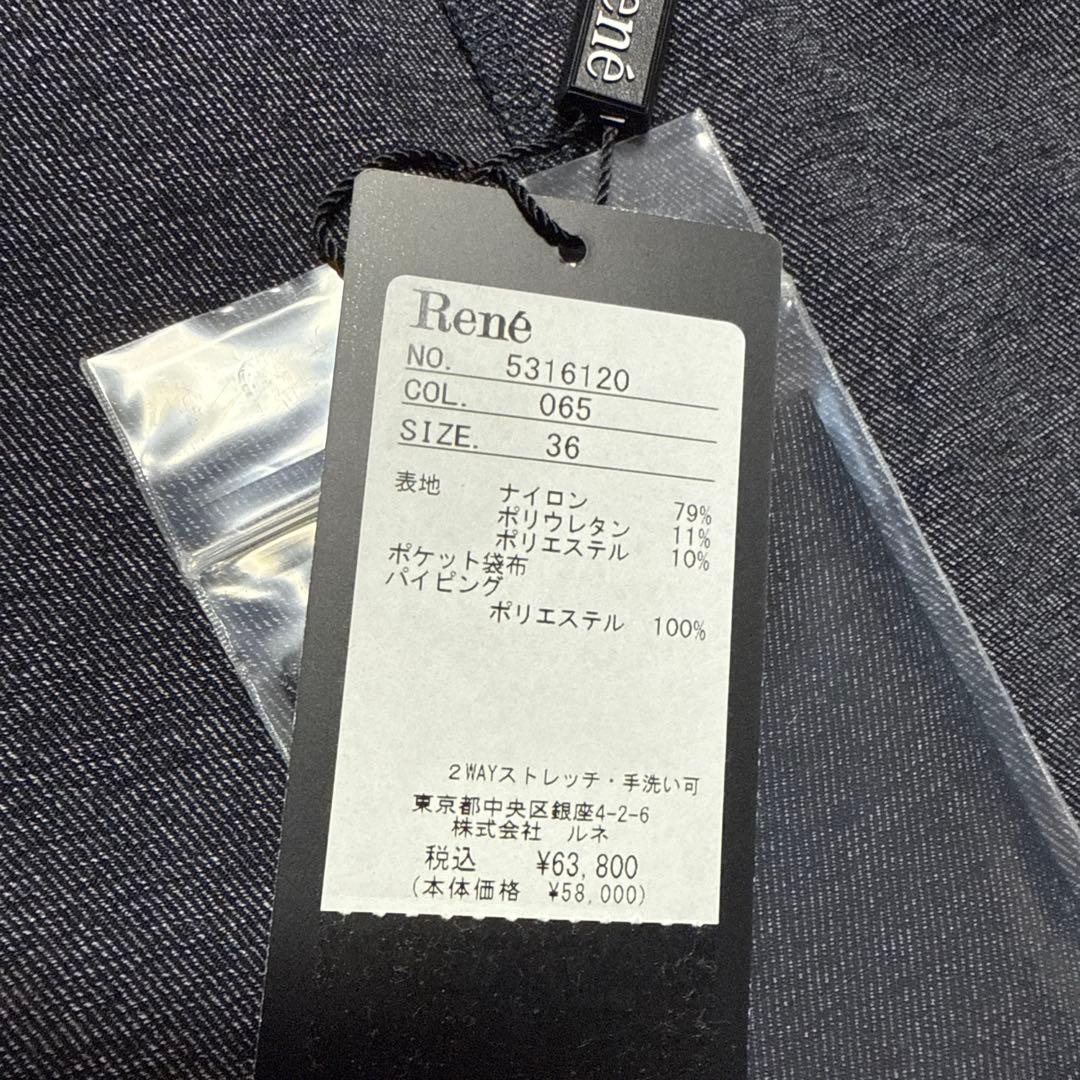 ené
René
NO. 5316120
COL. 065
SIZE. 36
表地 ナイロン 79%
ポリウレタン 11%
ポリエステル 10%
ポケット袋布
パイピング
ポリエステル 100%
2WAYストレッチ・手洗い可
東京都中央区銀座4-2-6
株式会社 ルネ
税込 ¥63,800
(本体価格 ¥58,000)